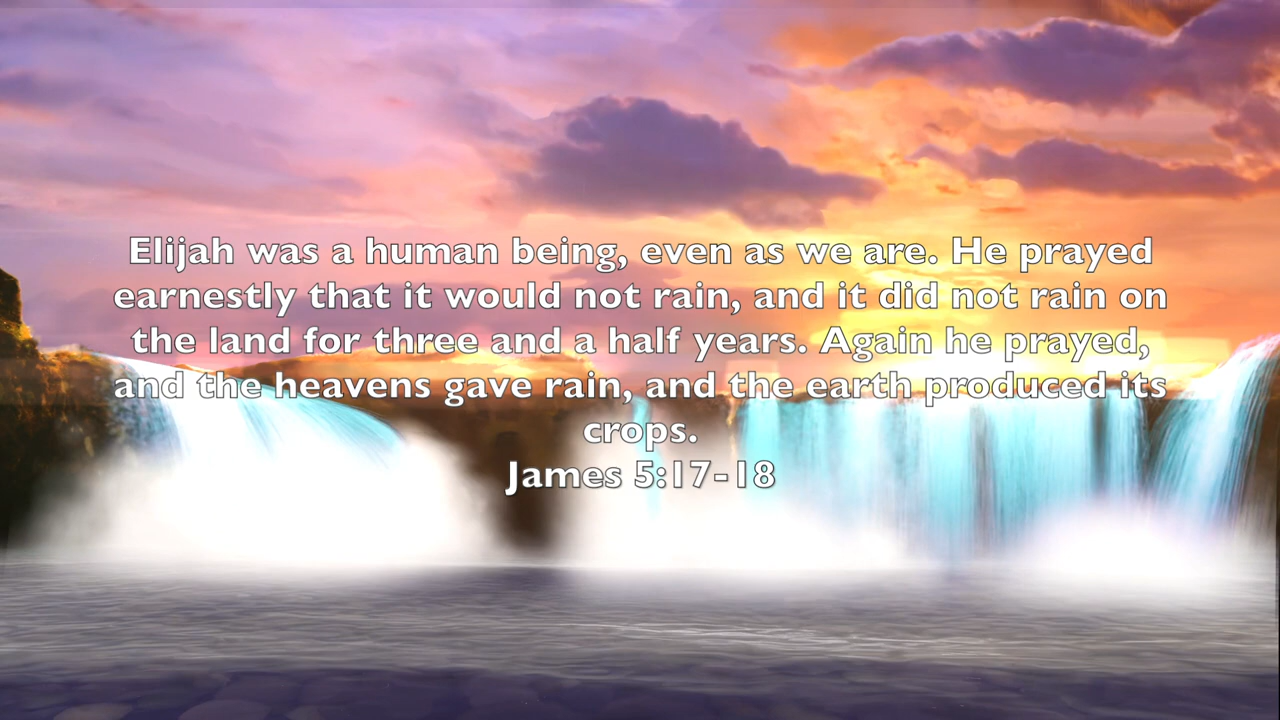 Elijah was a human being, even as we are. He prayed
earnestly that it would not rain, and it did not rain on
the land for three and a half years. Again he prayed,
and the heavens gave rain, and the earth produced its
crops.
James 5:17-18